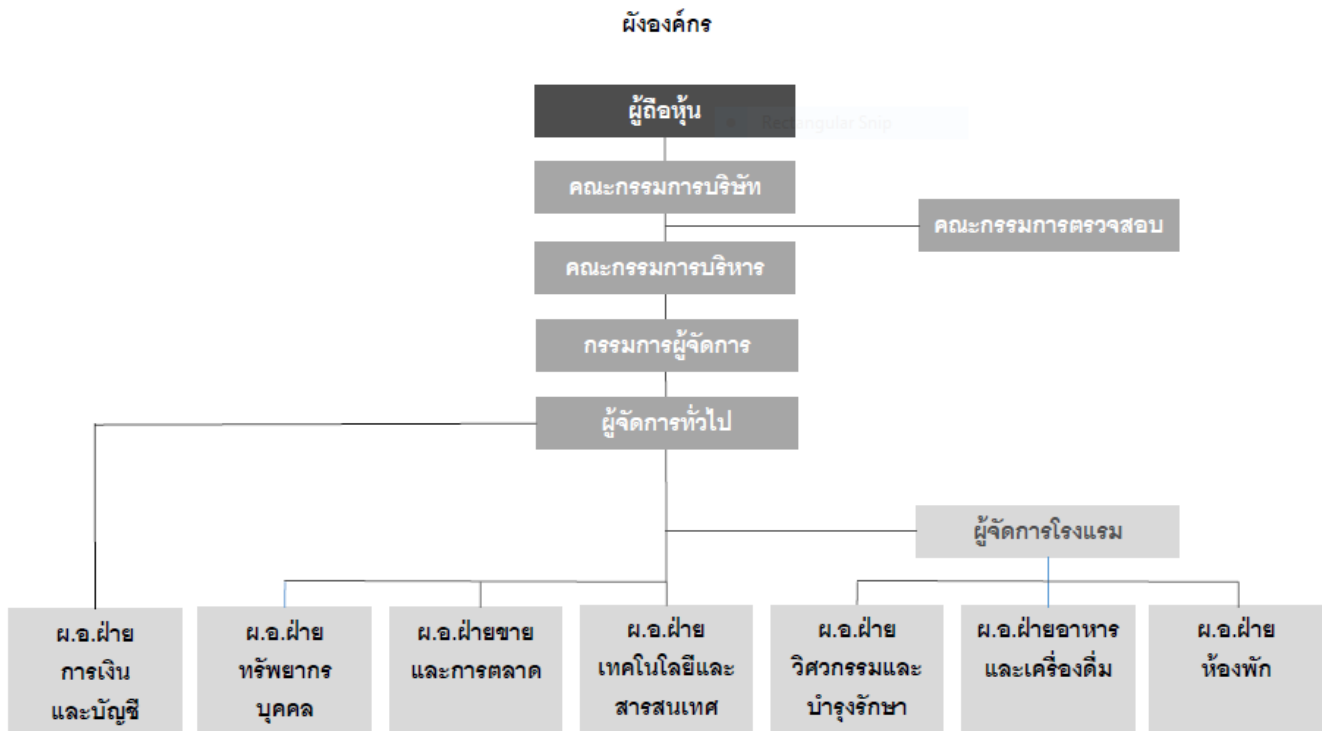 ผังองค์กร
ผู้ถือหุ้น
Rectangular Snip
คณะกรรมการบริษัท
คณะกรรมการตรวจสอบ
คณะกรรมการบริหาร
กรรมการผู้จัดการ
ผู้จัดการทั่วไป
ผู้จัดการโรงแรม
ผ.อ.ฝ่าย
การเงิน
และบัญชี
ผ.อ.ฝ่าย
ทรัพยากร
บุคคล
ผ.อ.ฝ่ายขาย
และการตลาด
ผ.อ.ฝ่าย
เทคโนโลยีและ
สารสนเทศ
ผ.อ.ฝ่าย
วิศวกรรมและ
บำรุงรักษา
ผ.อ.ฝ่ายอาหาร
และเครื่องดื่ม
ผ.อ.ฝ่าย
ห้องพัก